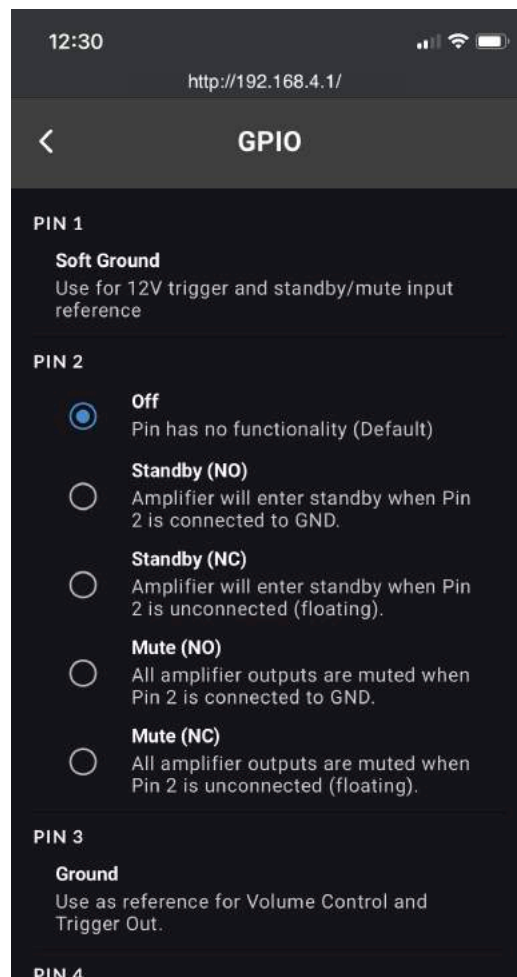 12:30
http://192.168.4.1/
GPIO
PIN 1
Soft Ground
Use for 12V trigger and standby/mute input
reference
PIN 2
Off
Pin has no functionality (Default)
Standby (NO)
Amplifier will enter standby when Pin
2 is connected to GND.
Standby (NC)
Amplifier will enter standby when Pin
2 is unconnected (floating).
Mute (NO)
All amplifier outputs are muted when
Pin 2 is connected to GND.
Mute (NC)
All amplifier outputs are muted when
Pin 2 is unconnected (floating).
PIN 3
Ground
Use as reference for Volume Control and
Trigger Out.
PIN 4